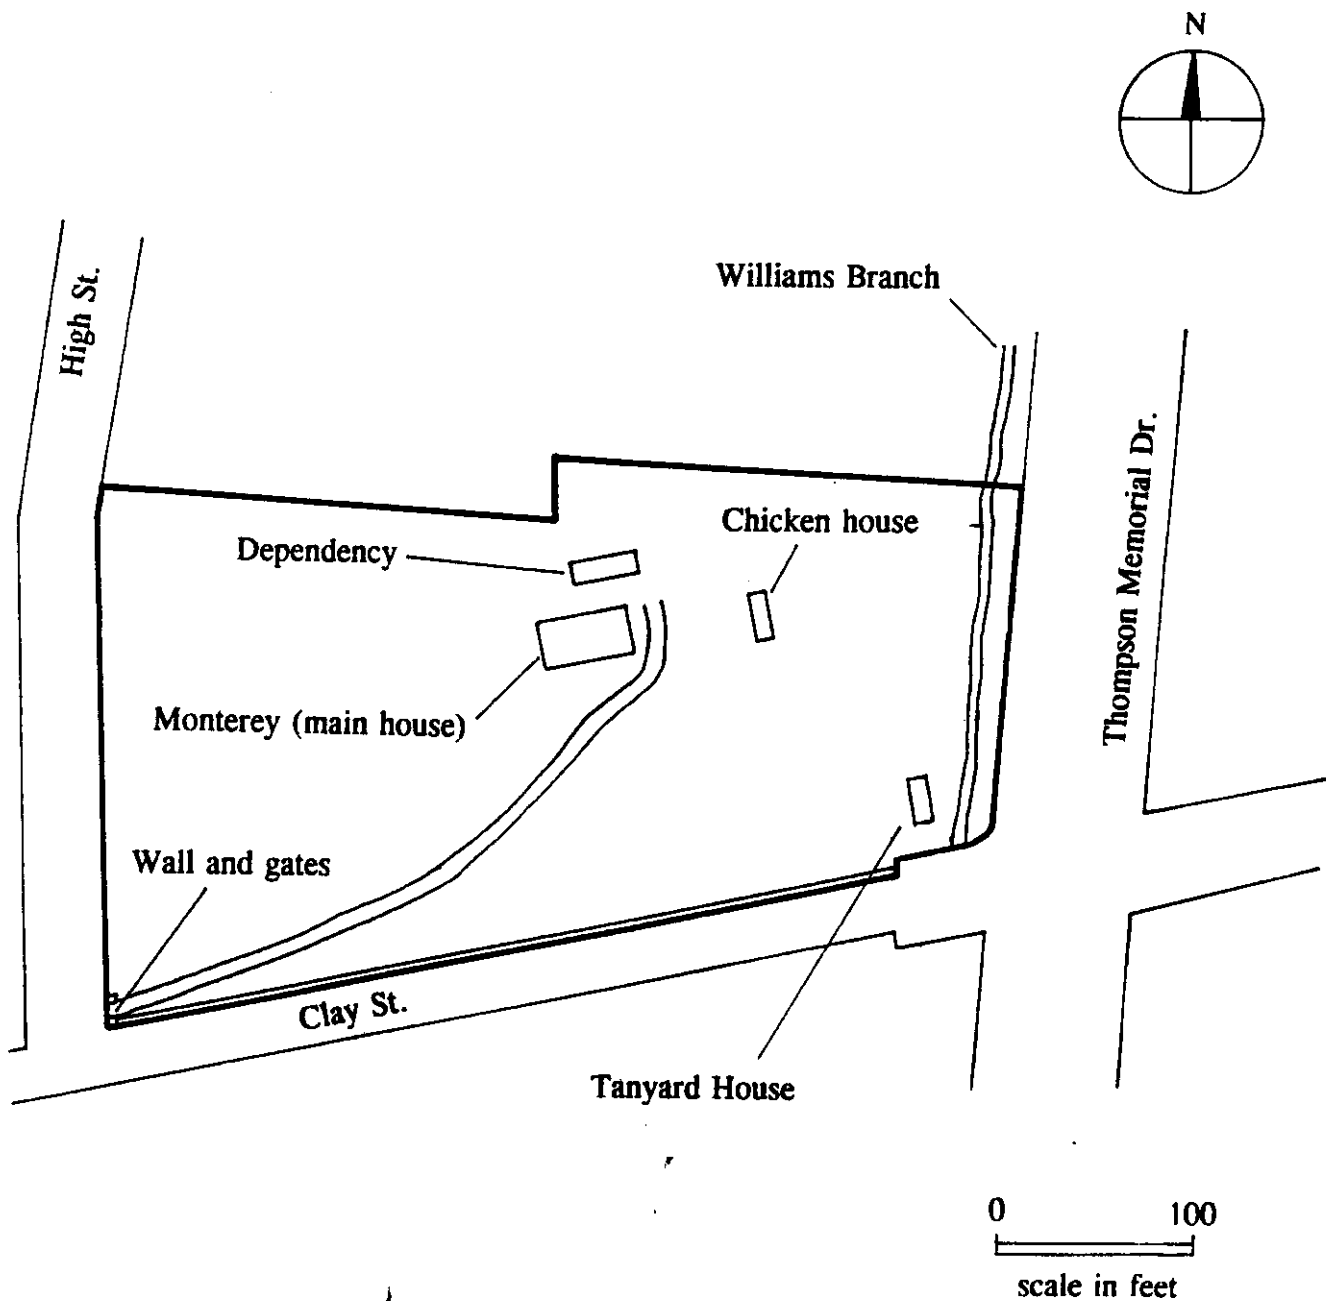 N
Williams Branch
High St.
Thompson Memorial Dr.
Chicken house
Dependency
Monterey (main house)
Wall and gates
Clay St.
Tanyard House
0 100
scale in feet